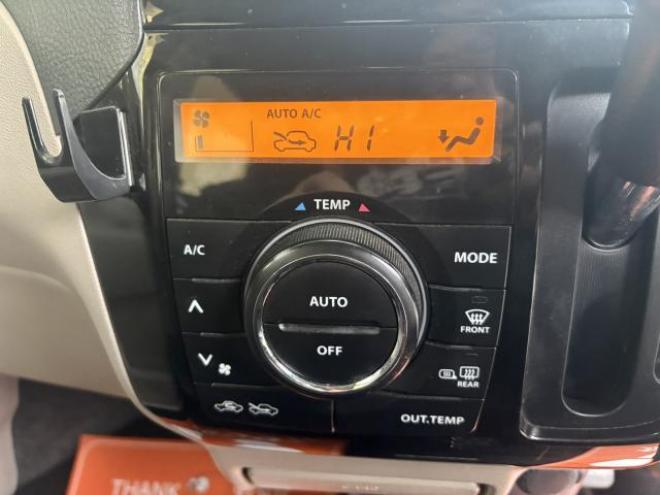 AUTO A/C
HI
TEMP
A/C
MODE
AUTO
OFF
FRONT
REAR
OUT.TEMP
THANK